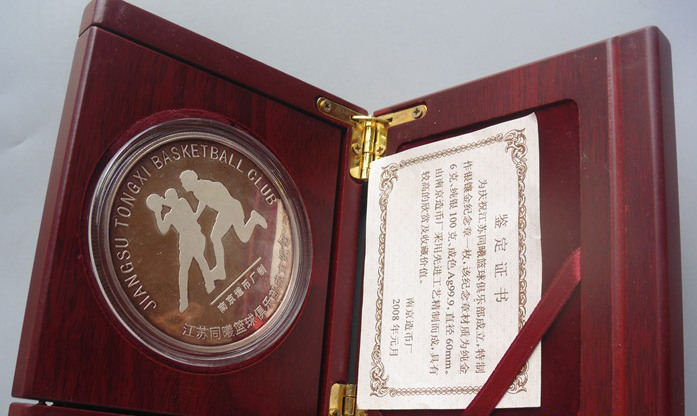 JIANGSU TONGXI BASKETBALL CLUB
南京造币厂制
江苏同曦篮球俱乐部
鉴定证书
为庆祝江苏同曦篮球俱乐部成立,特制
作银镶金纪念章一枚,该纪念章材质为纯金
6克,纯银100克、成色Ag99.9,直径60mm。
由南京造币厂采用先进工艺精制而成,具有
较高的欣赏及收藏价值。
南京造币厂
2008年元月